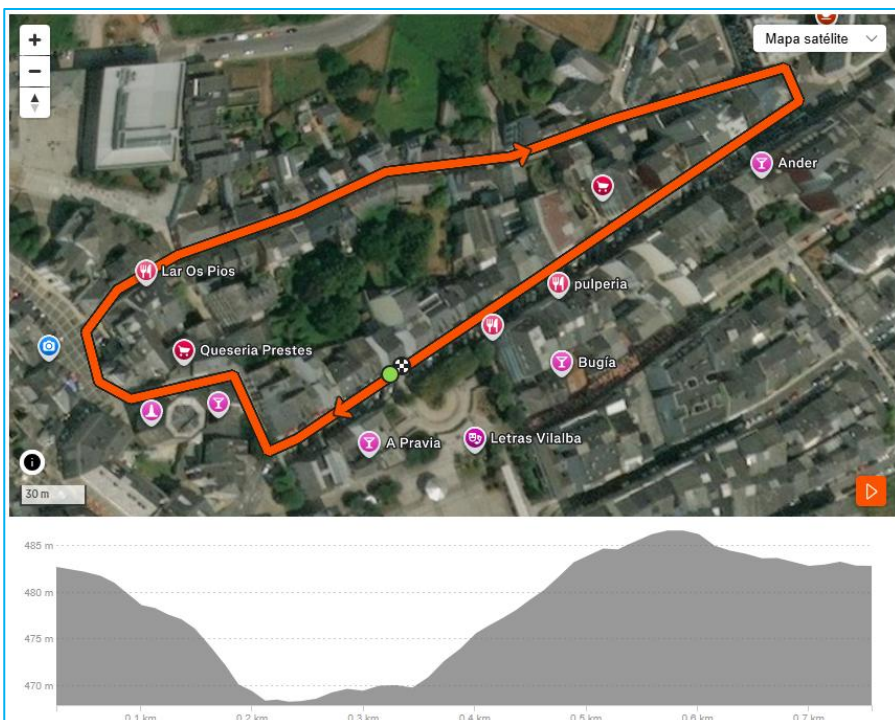 +
Mapa satélite
−
Ander
Lar Os Pios
pulpería
Queseria Prestes
Bugía
A Pravia
Letras Vilalba
i
30 m
485 m
480 m
475 m
470 m
0.1 km
0.2 km
0.3 km
0.4 km
0.5 km
0.6 km
0.7 km